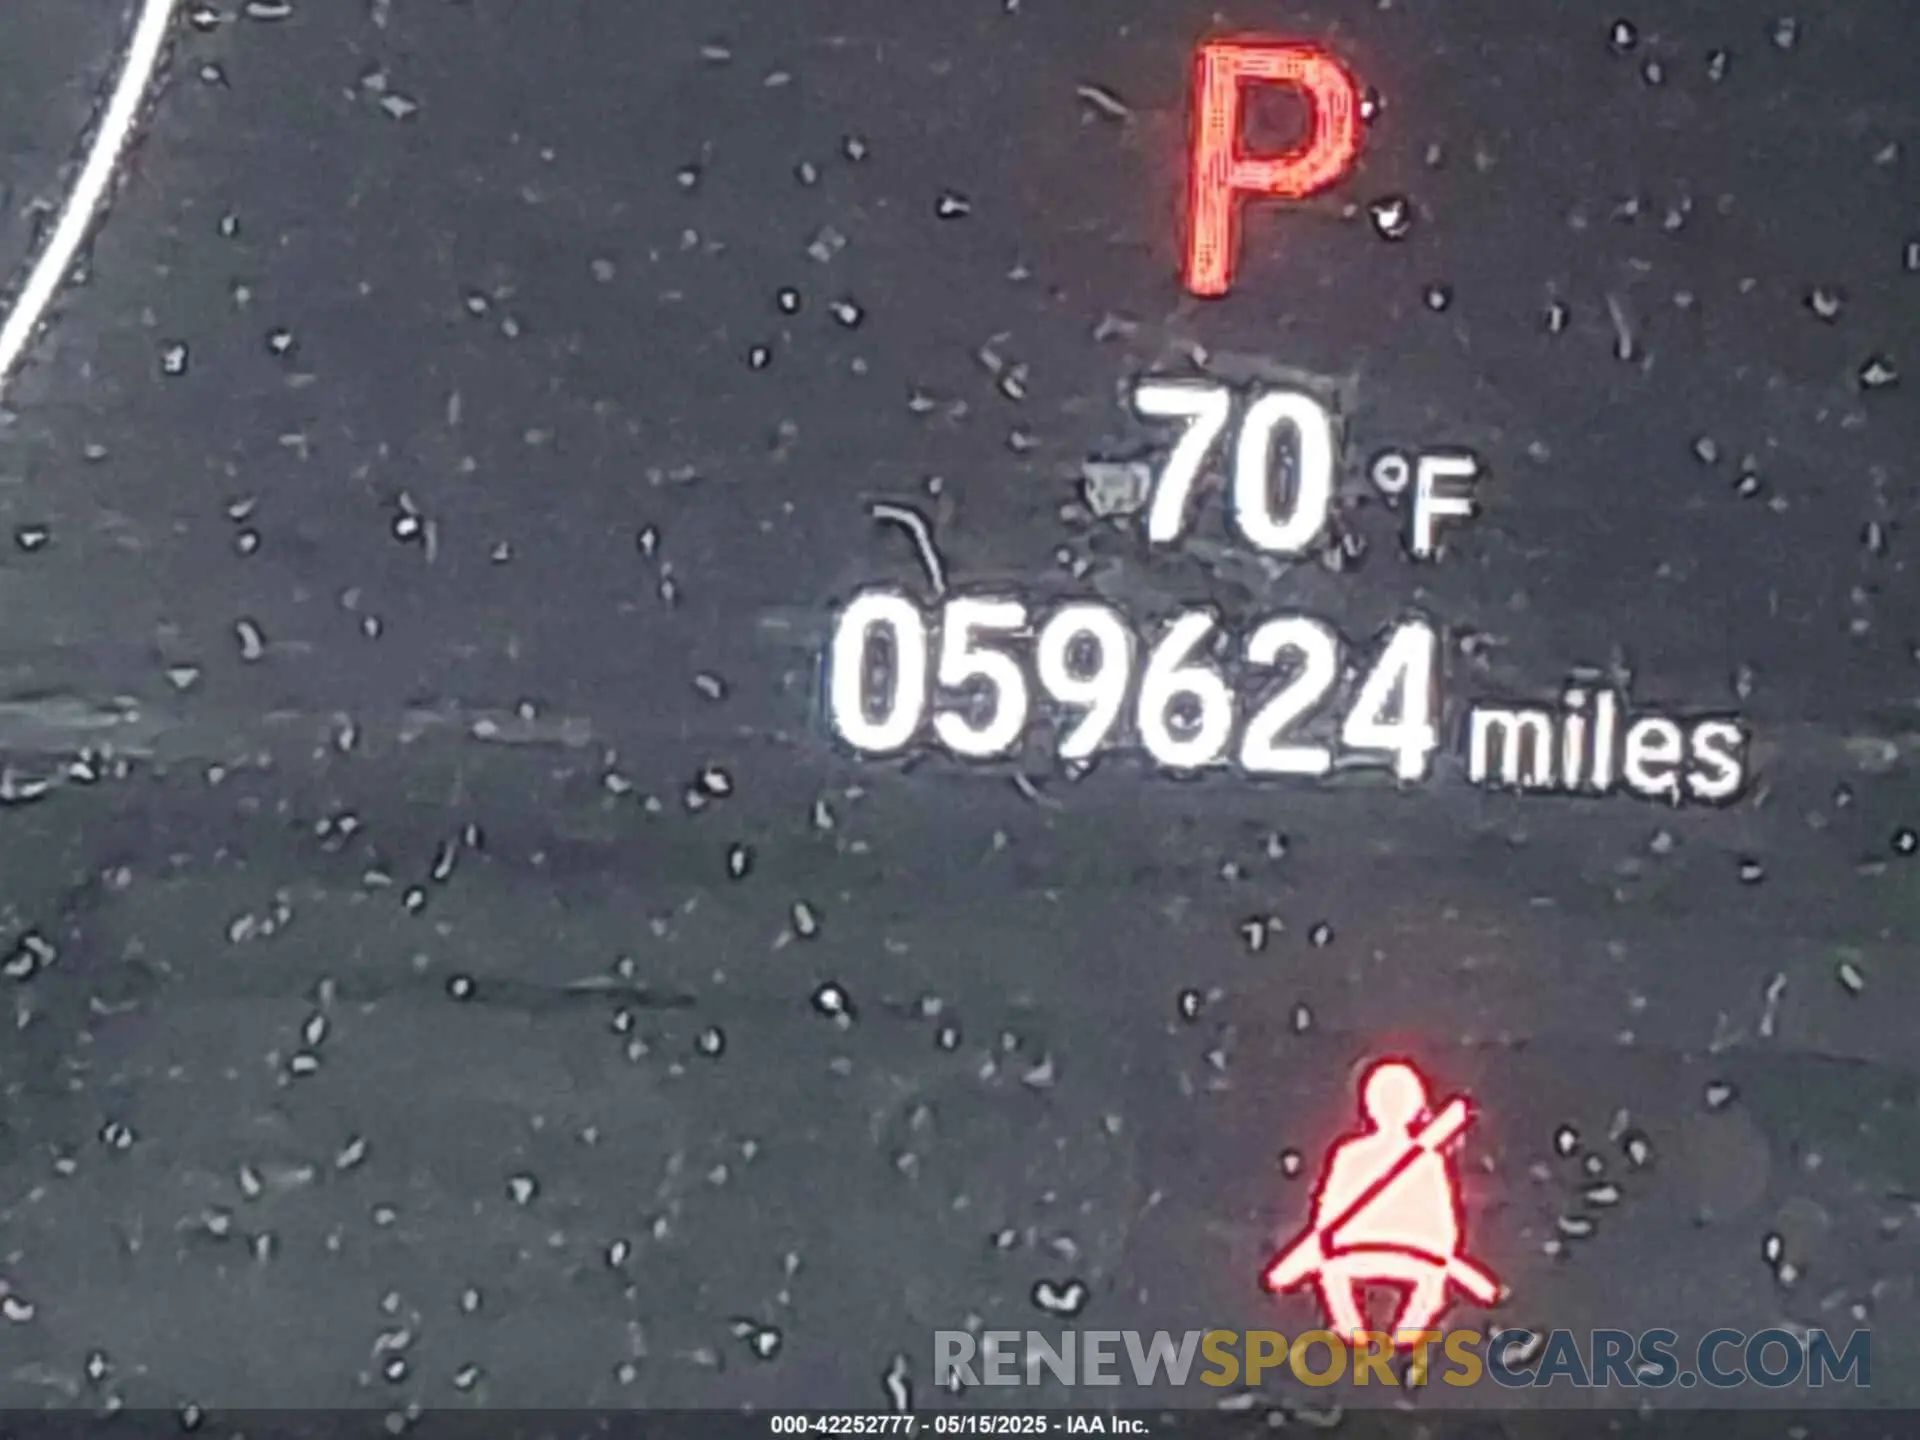 P
70 °F
059624 miles
RENEWSPORTSCARS.COM
000-42252777 - 05/15/2025 - IAA Inc.